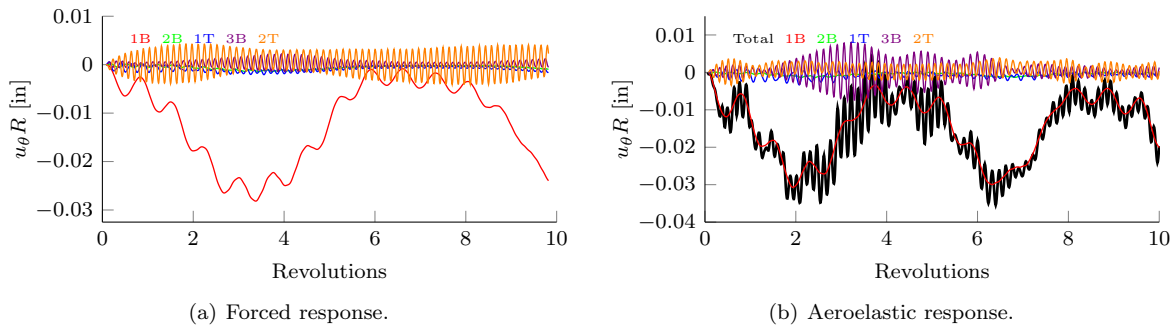 0.01
0
−0.01
−0.02
−0.03
u_θ R [in]
1B 2B 1T 3B 2T
0 2 4 6 8 10
Revolutions
(a) Forced response.
0.01
0
−0.01
−0.02
−0.03
−0.04
u_θ R [in]
Total 1B 2B 1T 3B 2T
0 2 4 6 8 10
Revolutions
(b) Aeroelastic response.